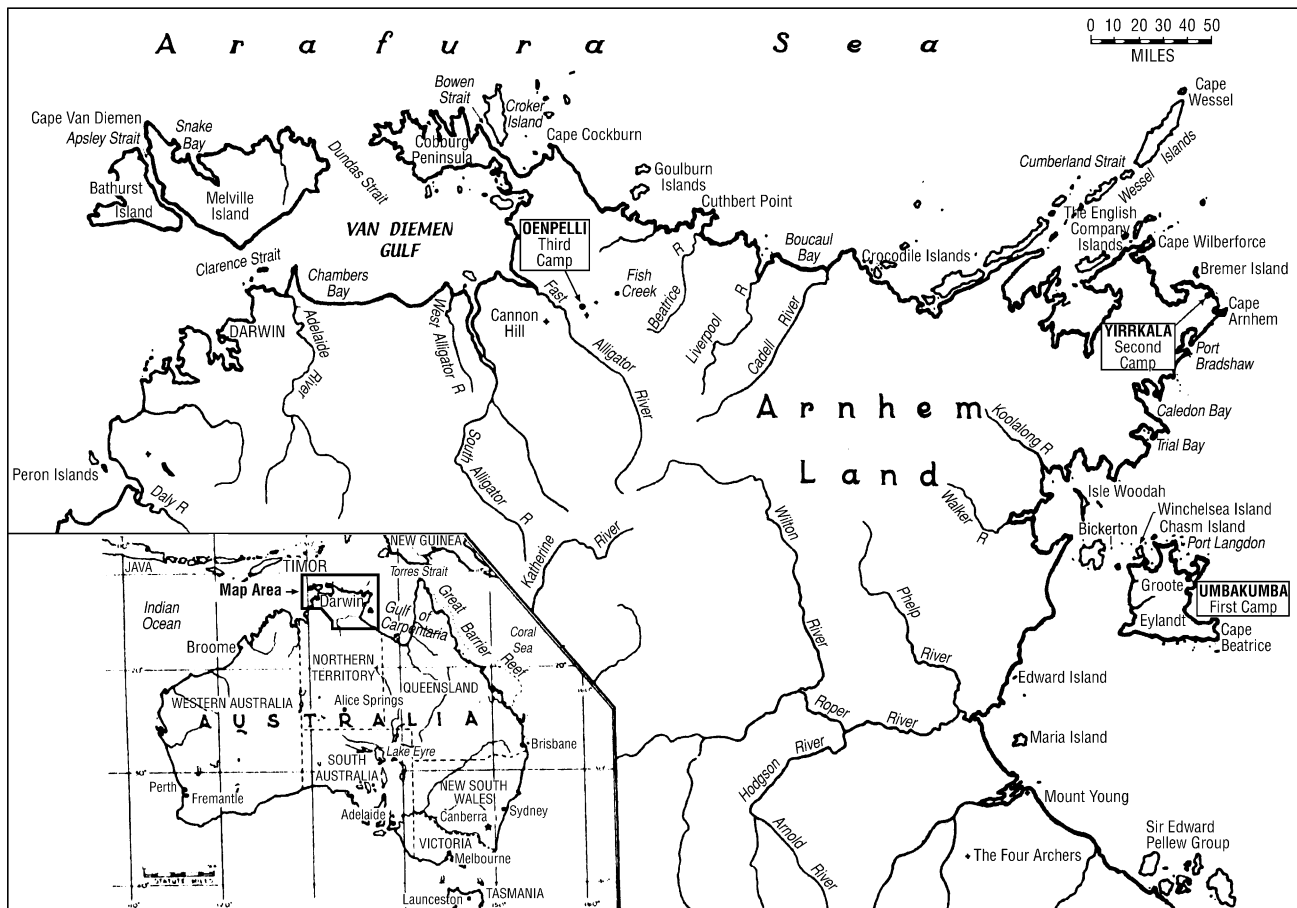 Arafura Sea
0 10 20 30 40 50
MILES
Cape
Wessel
Bowen
Strait
Croker
Island
Cape Van Diemen
Apsley Strait
Snake
Bay
Cobourg
Peninsula
Cape Cockburn
Dundas Strait
Goulburn
Islands
Cumberland Strait
Wessel Islands
Bathurst
Island
Melville
Island
Cuthbert Point
VAN DIEMEN
GULF
OENPELLI
Third
Camp
The English
Company
Islands
Boucaul
Bay
Crocodile Islands
Cape Wilberforce
Clarence Strait
Chambers
Bay
Fish
Creek
Bremer Island
Cape
Arnhem
DARWIN
Adelaide
River
West Alligator R
Cannon
Hill
Fast
Alligator
River
Beatrice R
Liverpool R
Cadell River
YIRRKALA
Second
Camp
Port
Bradshaw
Arnhem
Land
Koolalong R
Caledon Bay
Trial Bay
Peron Islands
Daly R
South
Alligator
R
Katherine
River
Wilton
River
Walker
R
Isle Woodah
Winchelsea Island
Chasm Island
Port Langdon
Bickerton
Groote
Eylandt
UMBAKUMBA
First Camp
Cape
Beatrice
Phelp
River
Edward Island
Roper
River
Maria Island
Hodgson River
Mount Young
Arnold
River
The Four Archers
Sir Edward
Pellew Group
JAVA
TIMOR
NEW GUINEA
Torres Strait
Map Area
Darwin
Indian
Ocean
Gulf of
Carpentaria
Great
Barrier
Reef
Coral
Sea
Broome
NORTHERN
TERRITORY
WESTERN AUSTRALIA
Alice Springs
QUEENSLAND
AUSTRALIA
Lake Eyre
Brisbane
SOUTH
AUSTRALIA
Perth
Fremantle
NEW SOUTH
WALES
Adelaide
Canberra
Sydney
VICTORIA
Melbourne
STATUTE MILES
Launceston
TASMANIA